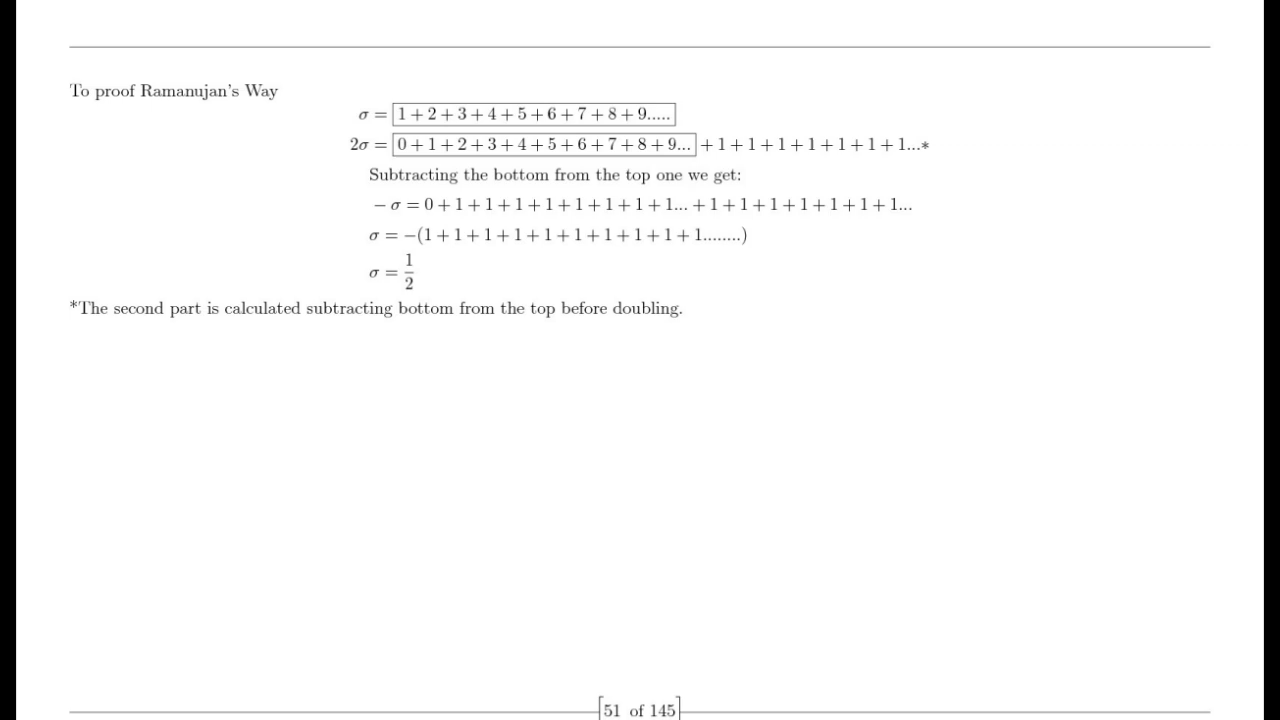 To proof Ramanujan's Way
σ = 1 + 2 + 3 + 4 + 5 + 6 + 7 + 8 + 9.....
2σ = 0 + 1 + 2 + 3 + 4 + 5 + 6 + 7 + 8 + 9... + 1 + 1 + 1 + 1 + 1 + 1 + 1...*
Subtracting the bottom from the top one we get:
− σ = 0 + 1 + 1 + 1 + 1 + 1 + 1 + 1 + 1... + 1 + 1 + 1 + 1 + 1 + 1 + 1...
σ = −(1 + 1 + 1 + 1 + 1 + 1 + 1 + 1 + 1 + 1........)
σ = 1/2
*The second part is calculated subtracting bottom from the top before doubling.
51 of 145